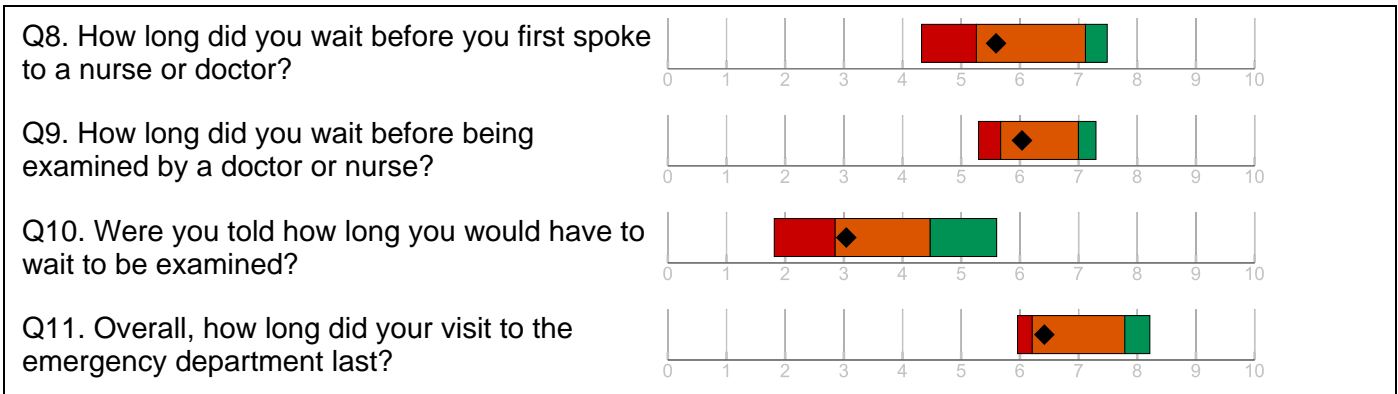 Q8. How long did you wait before you first spoke
to a nurse or doctor?
0 1 2 3 4 5 6 7 8 9 10
Q9. How long did you wait before being
examined by a doctor or nurse?
0 1 2 3 4 5 6 7 8 9 10
Q10. Were you told how long you would have to
wait to be examined?
0 1 2 3 4 5 6 7 8 9 10
Q11. Overall, how long did your visit to the
emergency department last?
0 1 2 3 4 5 6 7 8 9 10